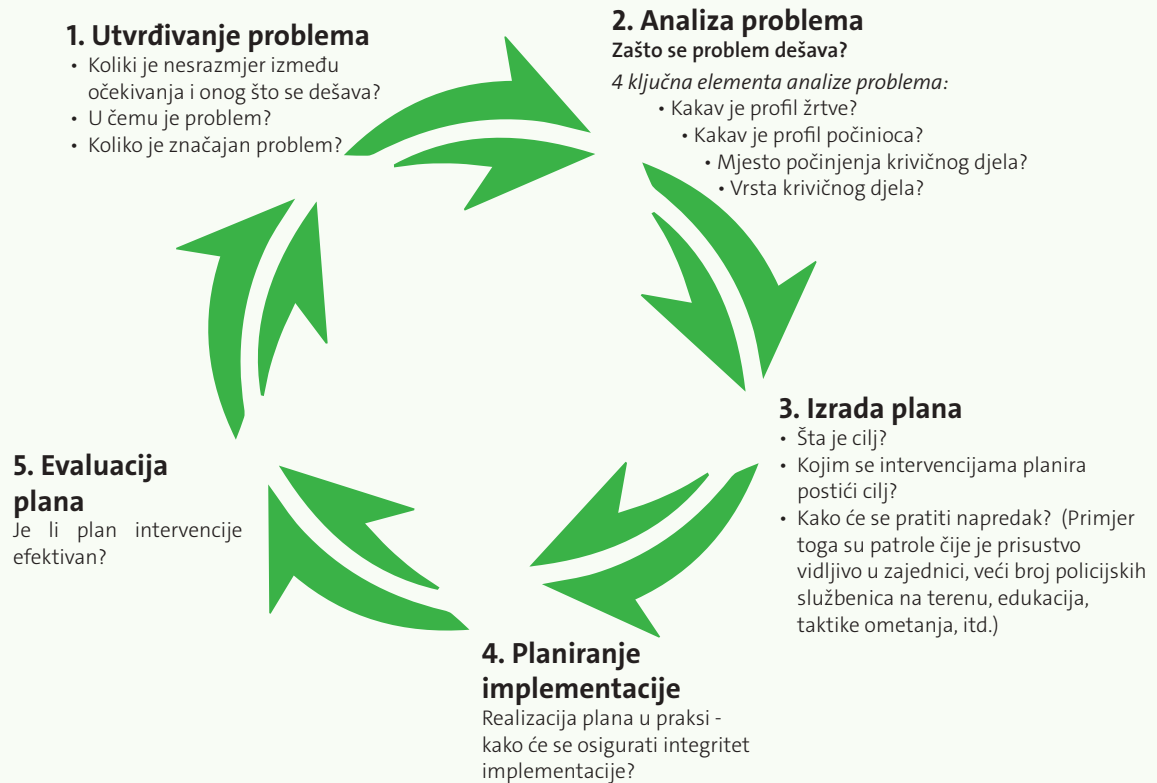 1. Utvrđivanje problema
• Koliki je nesrazmjer između
očekivanja i onog što se dešava?
• U čemu je problem?
• Koliko je značajan problem?
2. Analiza problema
Zašto se problem dešava?
4 ključna elementa analize problema:
• Kakav je profil žrtve?
• Kakav je profil počinioca?
• Mjesto počinjenja krivičnog djela?
• Vrsta krivičnog djela?
3. Izrada plana
• Šta je cilj?
• Kojim se intervencijama planira
postići cilj?
• Kako će se pratiti napredak? (Primjer
toga su patrole čije je prisustvo
vidljivo u zajednici, veći broj policijskih
službenica na terenu, edukacija,
taktike ometanja, itd.)
4. Planiranje
implementacije
Realizacija plana u praksi -
kako će se osigurati integritet
implementacije?
5. Evaluacija
plana
Je li plan intervencije
efektivan?